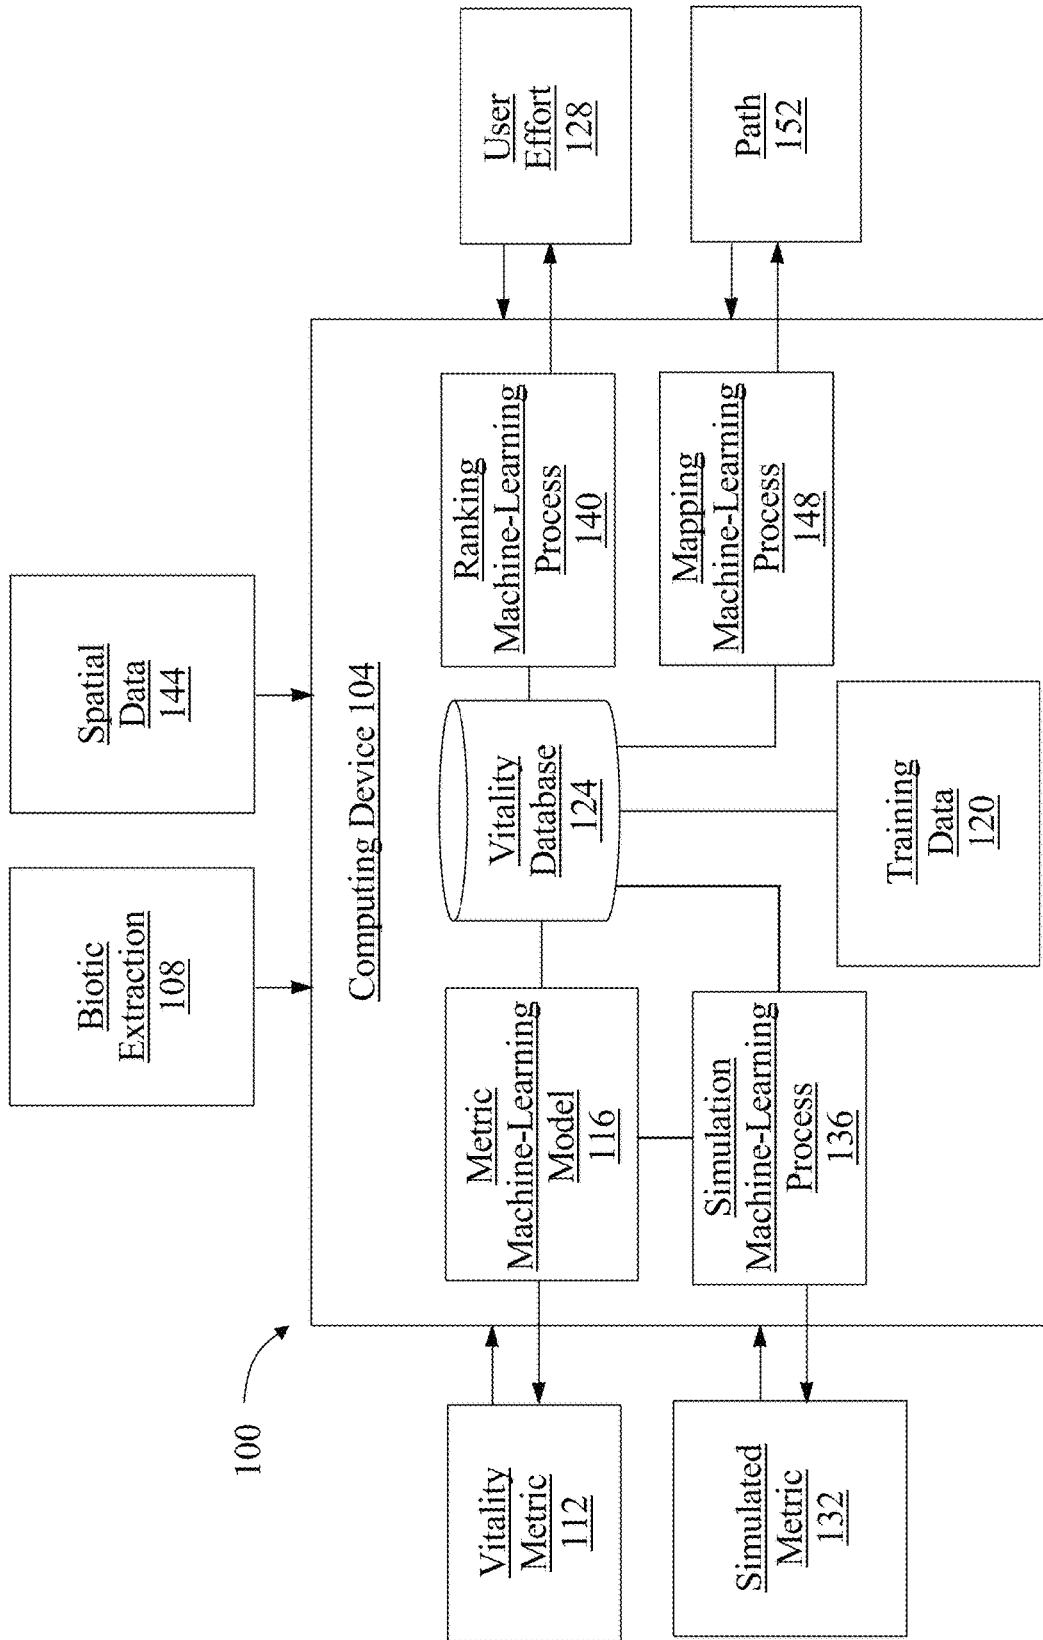 100
Biotic
Extraction
108
Spatial
Data
144
Computing Device 104
Vitality
Metric
112
Metric
Machine-Learning
Model
116
Vitality
Database
124
Ranking
Machine-Learning
Process
140
User
Effort
128
Simulated
Metric
132
Simulation
Machine-Learning
Process
136
Training
Data
120
Mapping
Machine-Learning
Process
148
Path
152